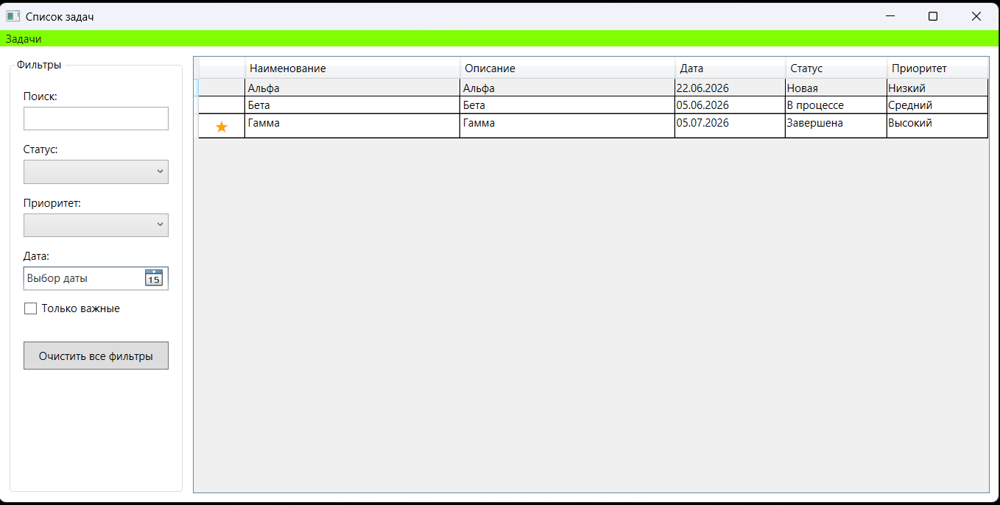 Список задач
Задачи
Фильтры
Поиск:
Статус:
Приоритет:
Дата:
Выбор даты 15
Только важные
Очистить все фильтры
Наименование Описание Дата Статус Приоритет
Альфа Альфа 22.06.2026 Новая Низкий
Бета Бета 05.06.2026 В процессе Средний
Гамма Гамма 05.07.2026 Завершена Высокий